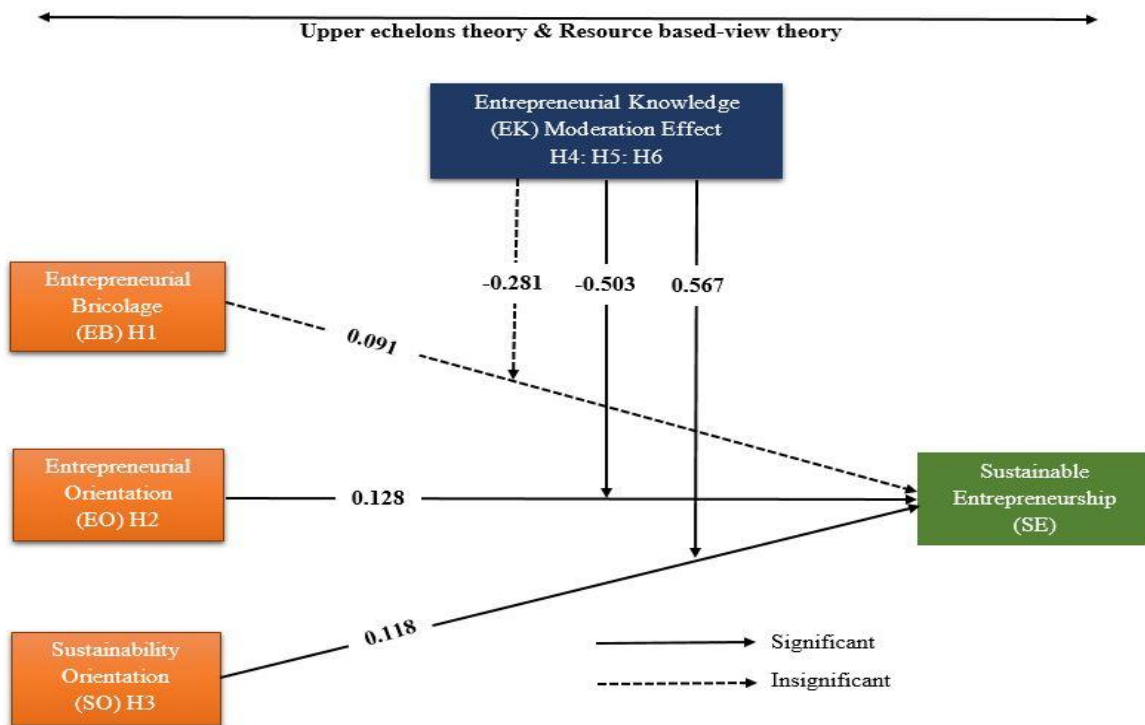 Upper echelons theory & Resource based-view theory
Entrepreneurial Knowledge
(EK) Moderation Effect
H4: H5: H6
-0.281
-0.503
0.567
Entrepreneurial
Bricolage
(EB) H1
0.091
Entrepreneurial
Orientation
(EO) H2
0.128
Sustainable
Entrepreneurship
(SE)
Sustainability
Orientation
(SO) H3
0.118
Significant
Insignificant